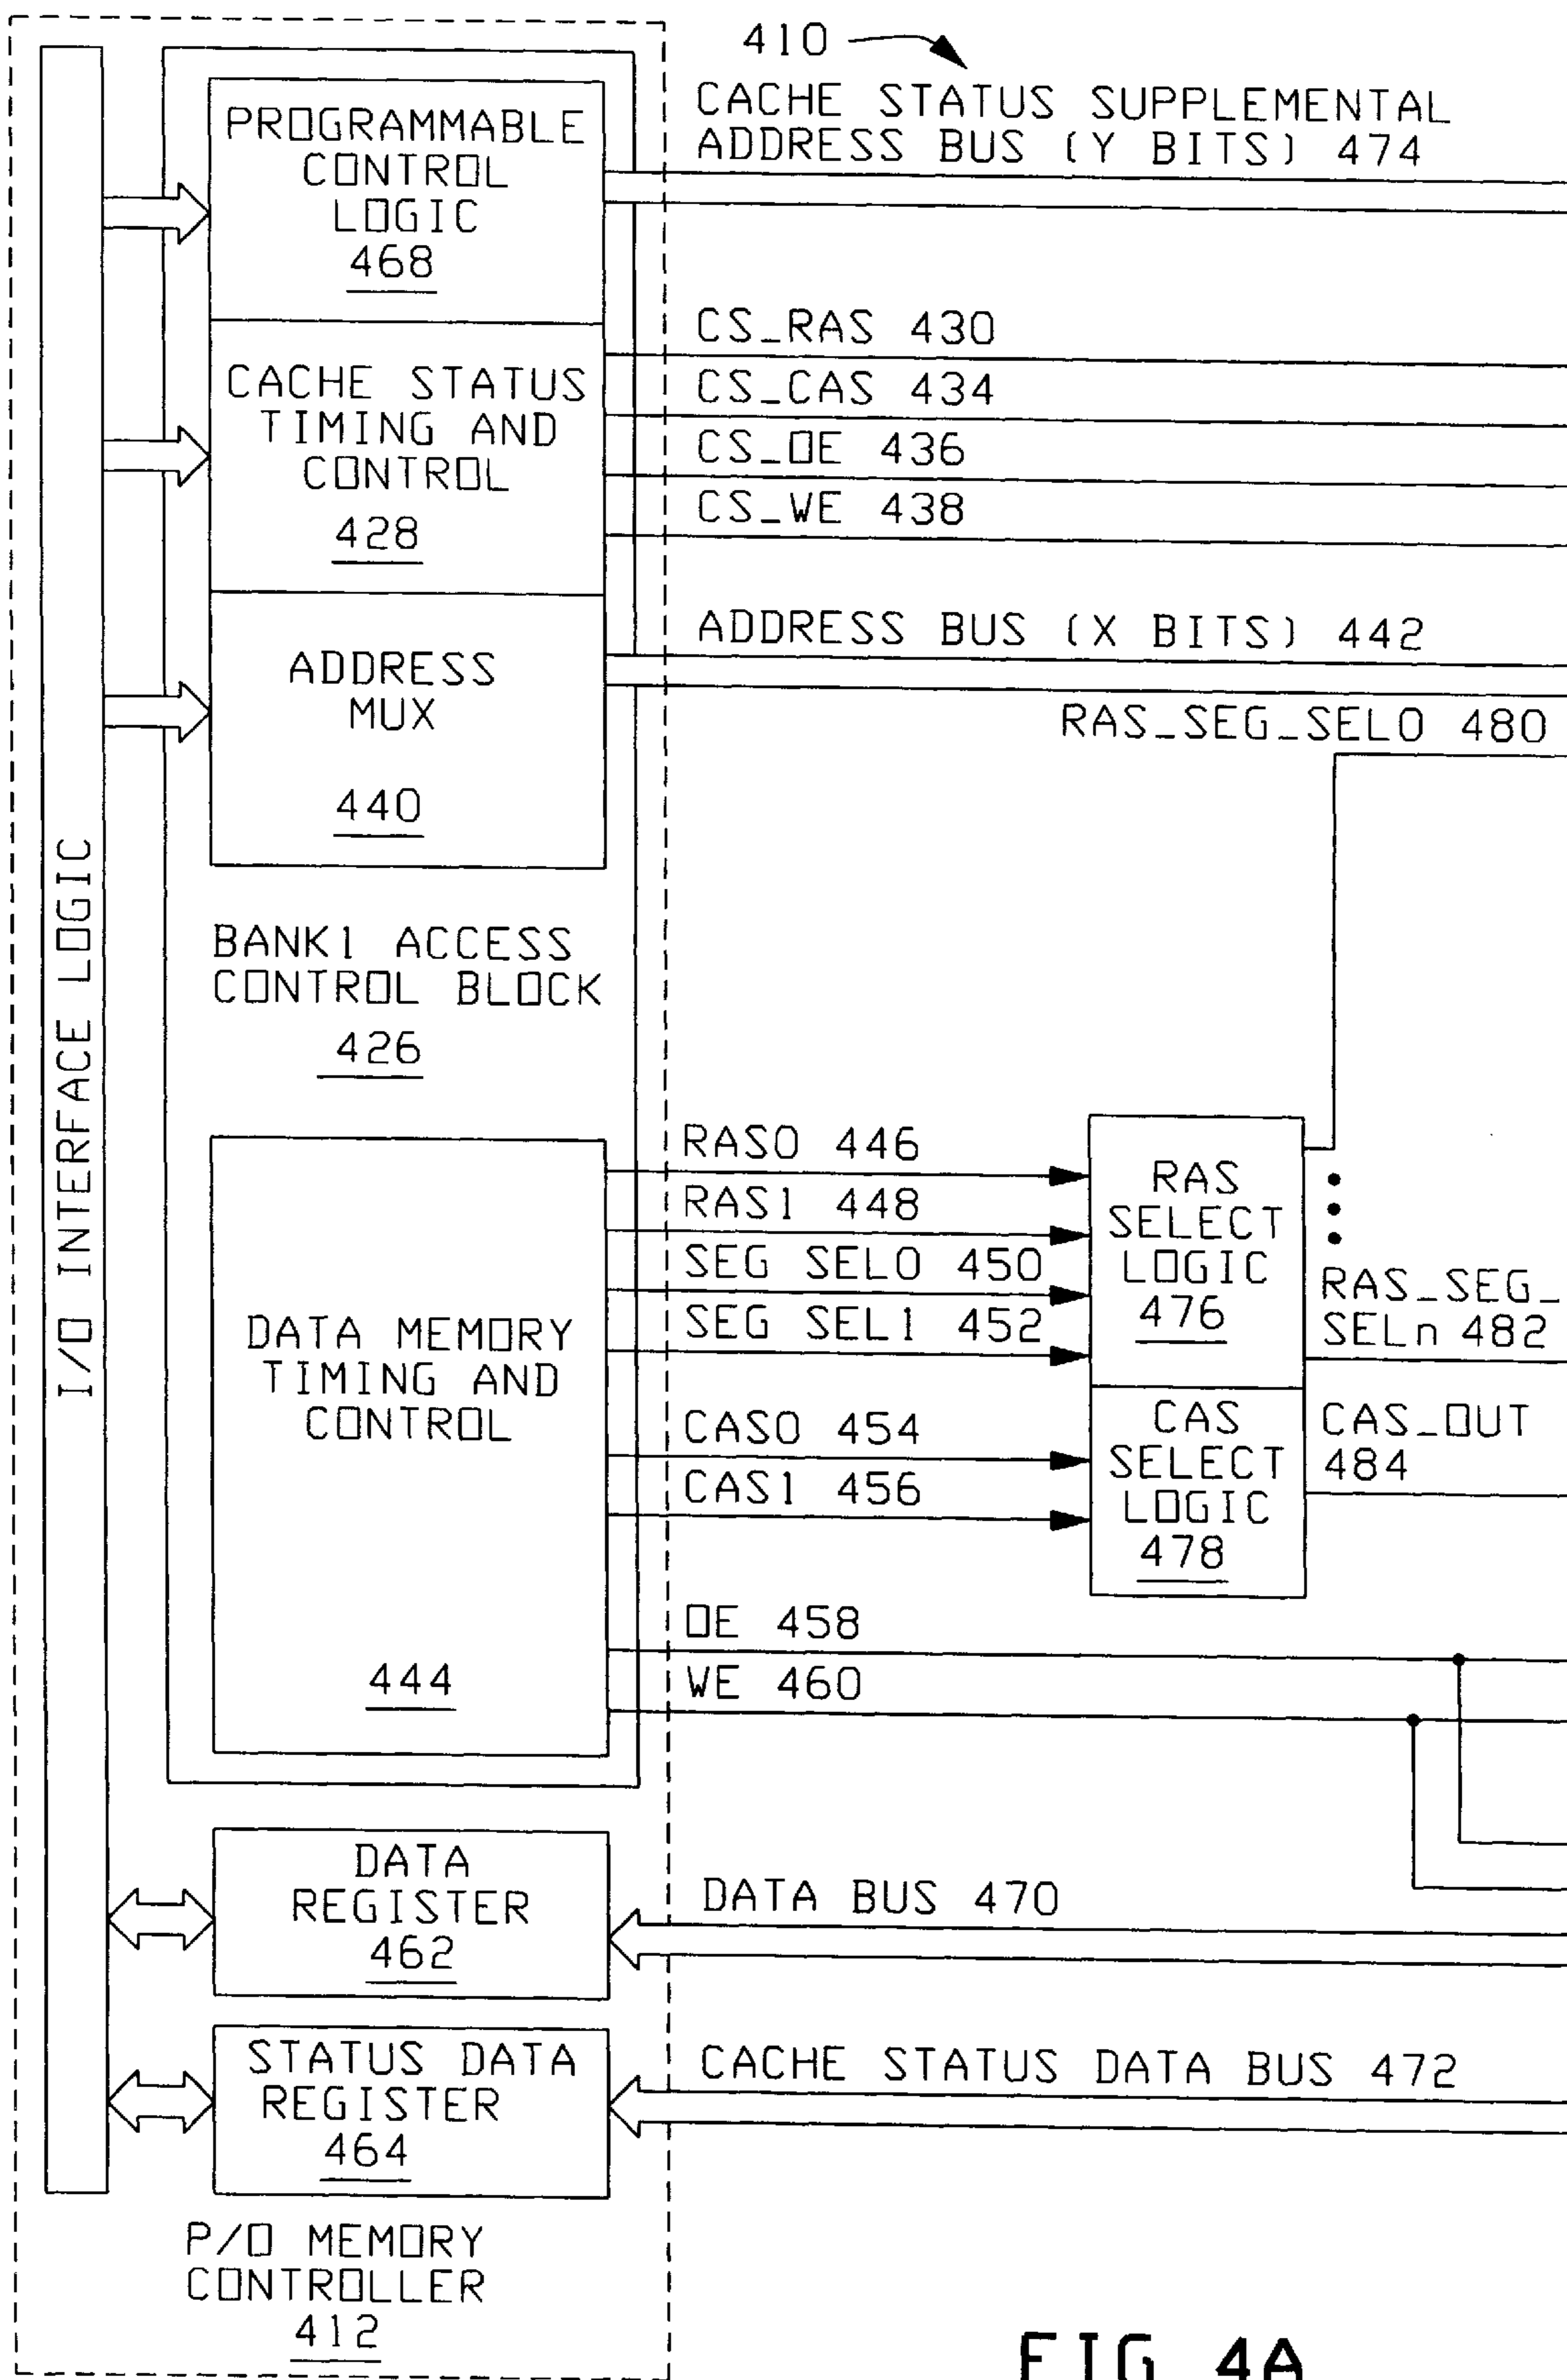 410
CACHE STATUS SUPPLEMENTAL
ADDRESS BUS (Y BITS) 474
PROGRAMMABLE
CONTROL
LOGIC
468
CS_RAS 430
CS_CAS 434
CS_OE 436
CS_WE 438
CACHE STATUS
TIMING AND
CONTROL
428
ADDRESS BUS (X BITS) 442
ADDRESS
MUX
440
RAS_SEG_SEL0 480
I/O INTERFACE LOGIC
BANK1 ACCESS
CONTROL BLOCK
426
RAS0 446
RAS1 448
SEG SEL0 450
SEG SEL1 452
CAS0 454
CAS1 456
RAS
SELECT
LOGIC
476
RAS_SEG_
SELn 482
CAS
SELECT
LOGIC
478
CAS_OUT
484
DATA MEMORY
TIMING AND
CONTROL
444
OE 458
WE 460
DATA
REGISTER
462
DATA BUS 470
STATUS DATA
REGISTER
464
CACHE STATUS DATA BUS 472
P/O MEMORY
CONTROLLER
412
FIG 4A